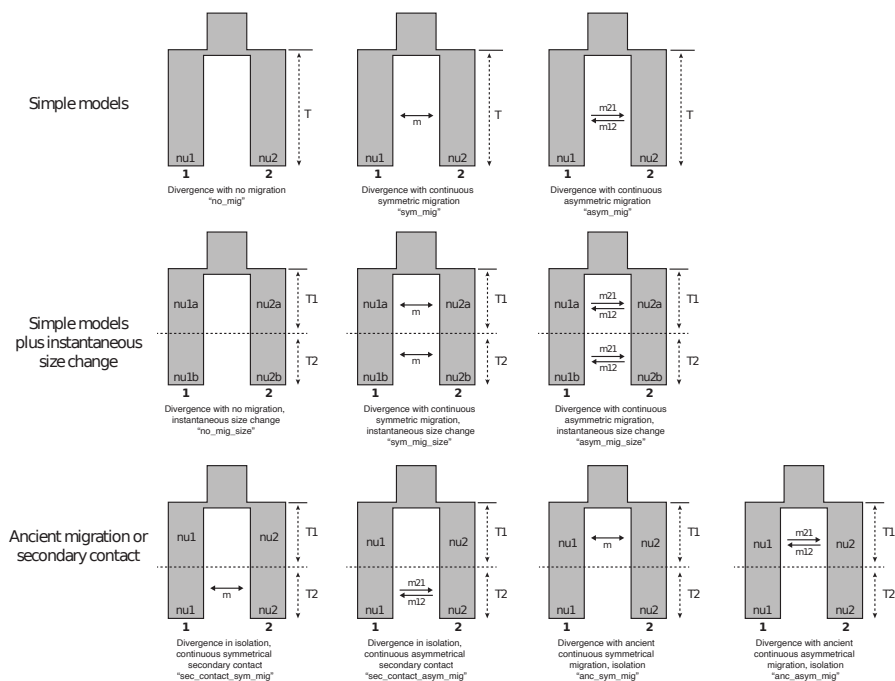 Simple models
nu1
nu2
T
1
2
Divergence with no migration
“no_mig”
m
nu1
nu2
T
1
2
Divergence with continuous
symmetric migration
“sym_mig”
m21
m12
nu1
nu2
T
1
2
Divergence with continuous
asymmetric migration
“asym_mig”
Simple models
plus instantaneous
size change
nu1a
nu2a
T1
nu1b
nu2b
T2
1
2
Divergence with no migration,
instantaneous size change
“no_mig_size”
nu1a
m
nu2a
T1
m
nu1b
nu2b
T2
1
2
Divergence with continuous
symmetric migration,
instantaneous size change
“sym_mig_size”
nu1a
m21
m12
nu2a
T1
m21
m12
nu1b
nu2b
T2
1
2
Divergence with continuous
asymmetric migration,
instantaneous size change
“asym_mig_size”
Ancient migration or
secondary contact
nu1
nu2
T1
m
nu1
nu2
T2
1
2
Divergence in isolation,
continuous symmetrical
secondary contact
“sec_contact_sym_mig”
nu1
nu2
T1
m21
m12
nu1
nu2
T2
1
2
Divergence in isolation,
continuous asymmetrical
secondary contact
“sec_contact_asym_mig”
nu1
m
nu2
T1
nu1
nu2
T2
1
2
Divergence with ancient
continuous symmetrical
migration, isolation
“anc_sym_mig”
nu1
m21
m12
nu2
T1
nu1
nu2
T2
1
2
Divergence with ancient
continuous asymmetrical
migration, isolation
“anc_asym_mig”